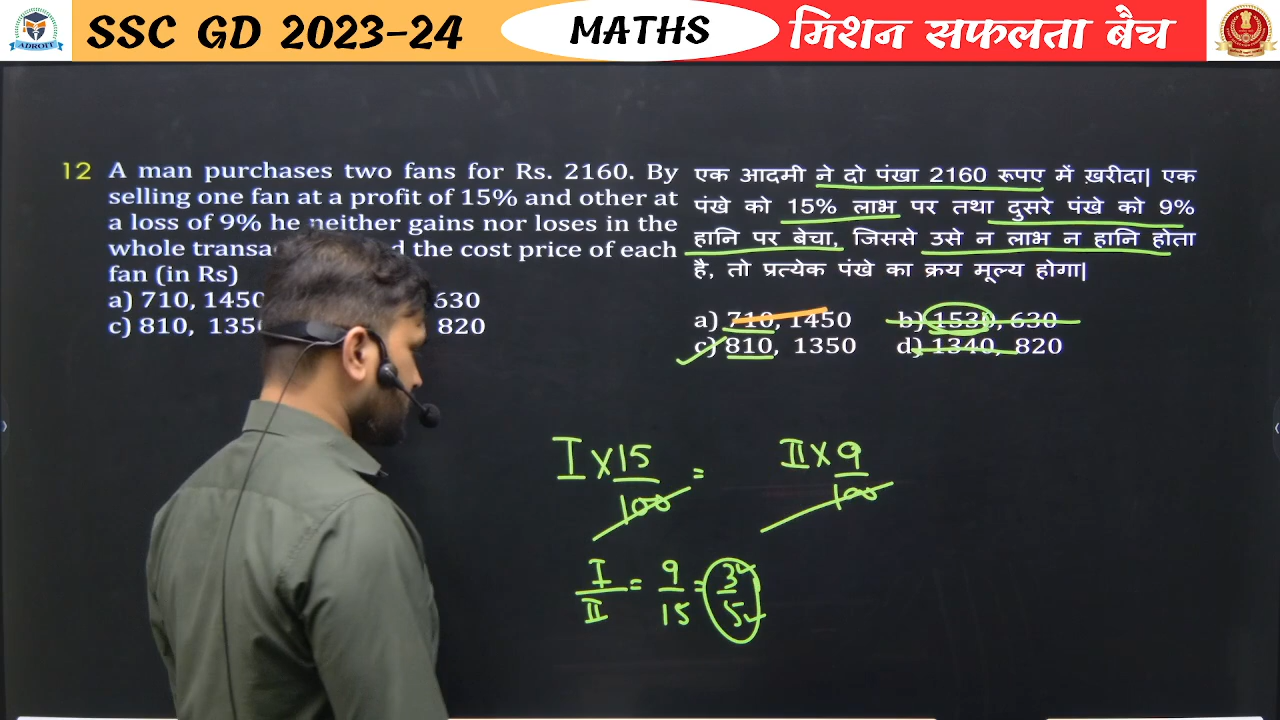 SSC GD 2023-24
MATHS
मिशन सफलता बैच
ADROIT
12 A man purchases two fans for Rs. 2160. By
selling one fan at a profit of 15% and other at
a loss of 9% he neither gains nor loses in the
whole the cost price of each
fan (in Rs)
a) 710, 1450 630
c) 810, 1350 820
एक आदमी ने दो पंखा 2160 रूपए में ख़रीदा| एक
पंखे को 15% लाभ पर तथा दुसरे पंखे को 9%
हानि पर बेचा, जिससे उसे न लाभ न हानि होता
है, तो प्रत्येक पंखे का क्रय मूल्य होगा|
a) 710, 1450 b) 1530, 630
c) 810, 1350 d) 1340, 820
I × 15/100 = II × 9/100
I/II = 9/15 = 3/5